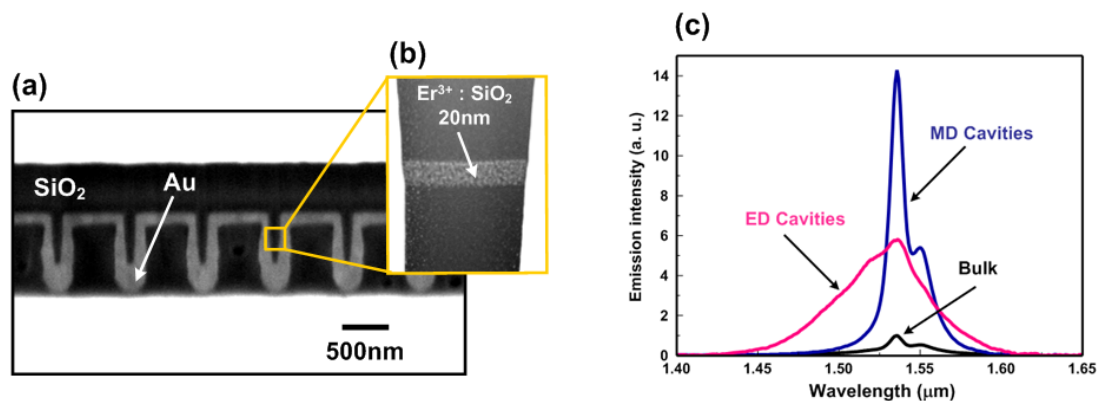 (a)
SiO₂
Au
500nm
(b)
Er³⁺ : SiO₂
20nm
(c)
Emission intensity (a. u.)
14
12
10
8
6
4
2
0
MD Cavities
ED Cavities
Bulk
1.40 1.45 1.50 1.55 1.60 1.65
Wavelength (μm)